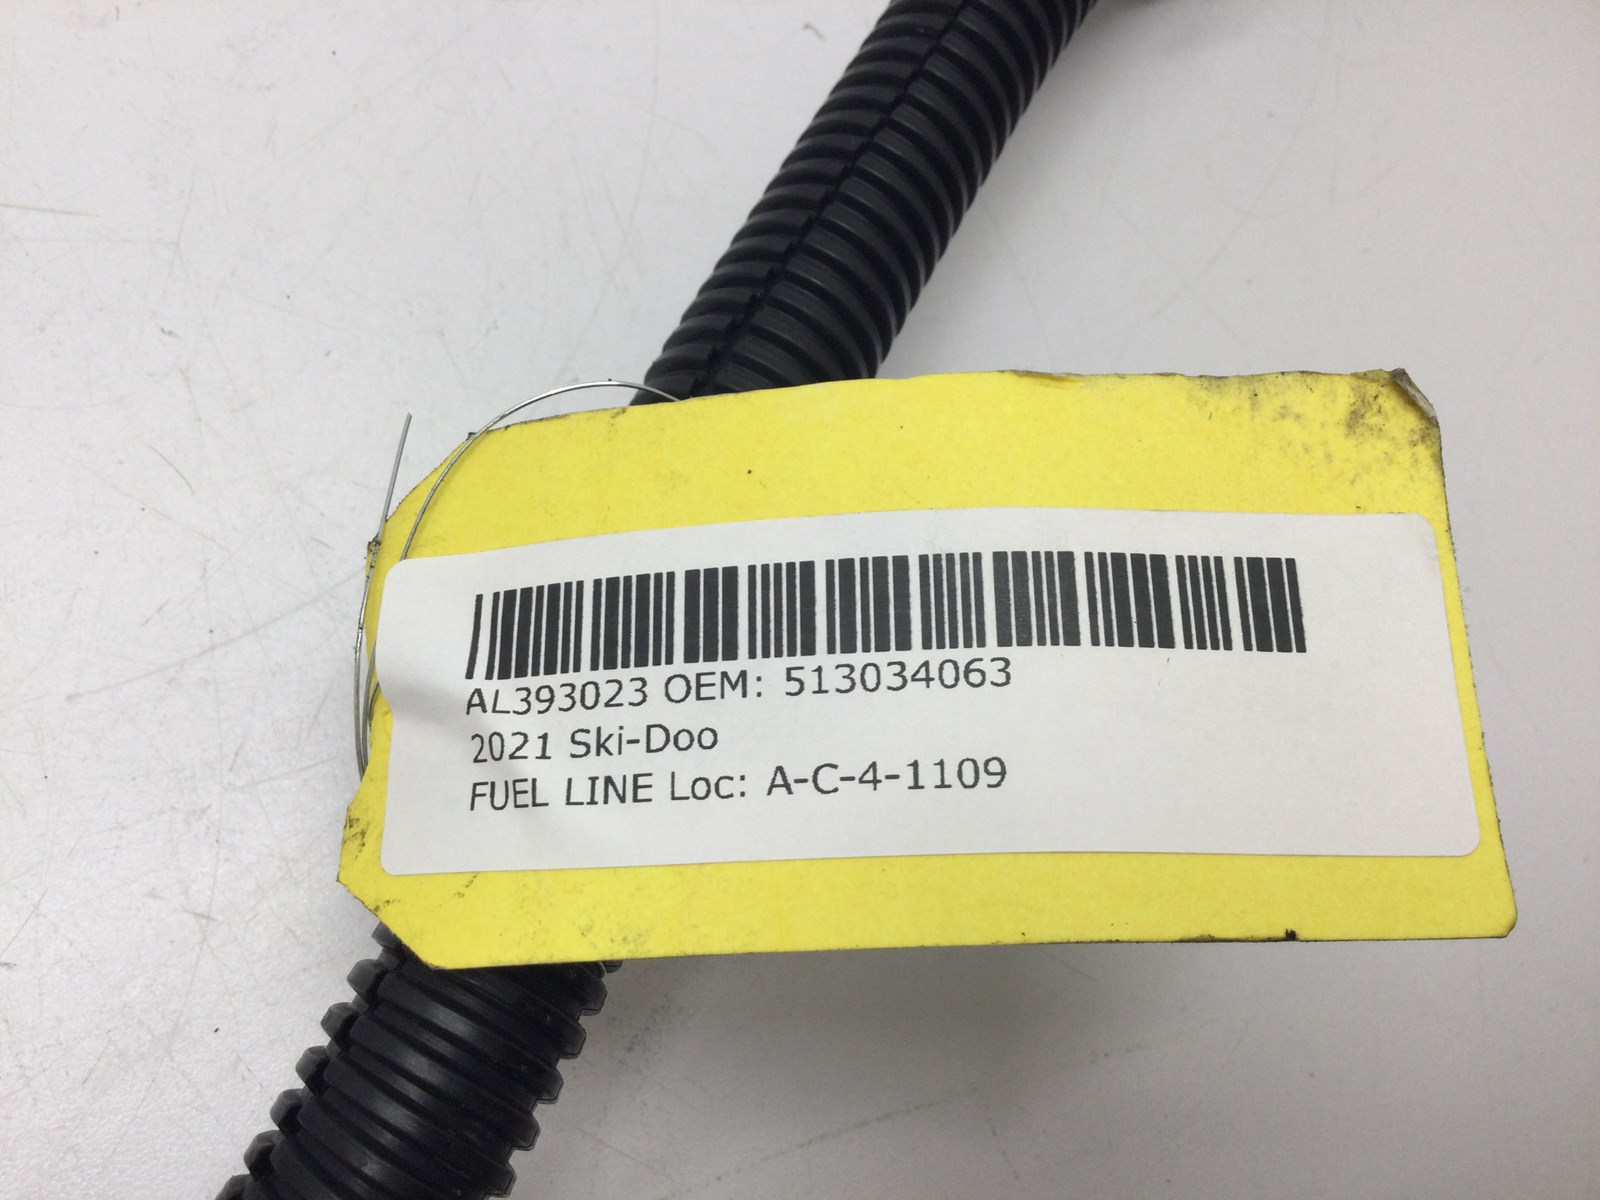 AL393023 OEM: 513034063
2021 Ski-Doo
FUEL LINE Loc: A-C-4-1109